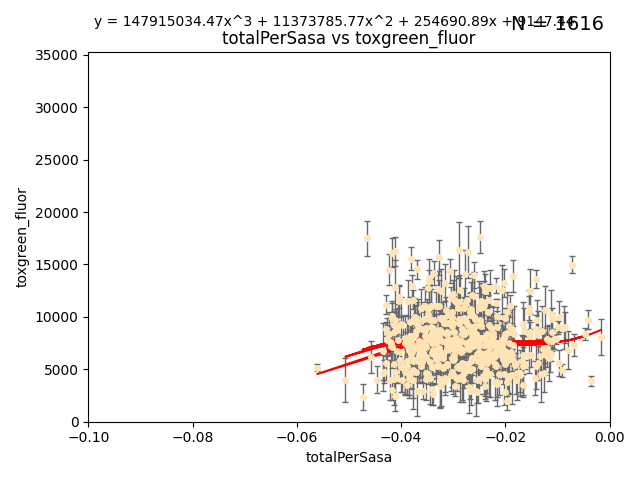 y = 147915034.47x^3 + 11373785.77x^2 + 254690.89x +
N = 1616
totalPerSasa vs toxgreen_fluor
35000
30000
25000
20000
15000
10000
5000
0
toxgreen_fluor
−0.10
−0.08
−0.06
−0.04
−0.02
0.00
totalPerSasa